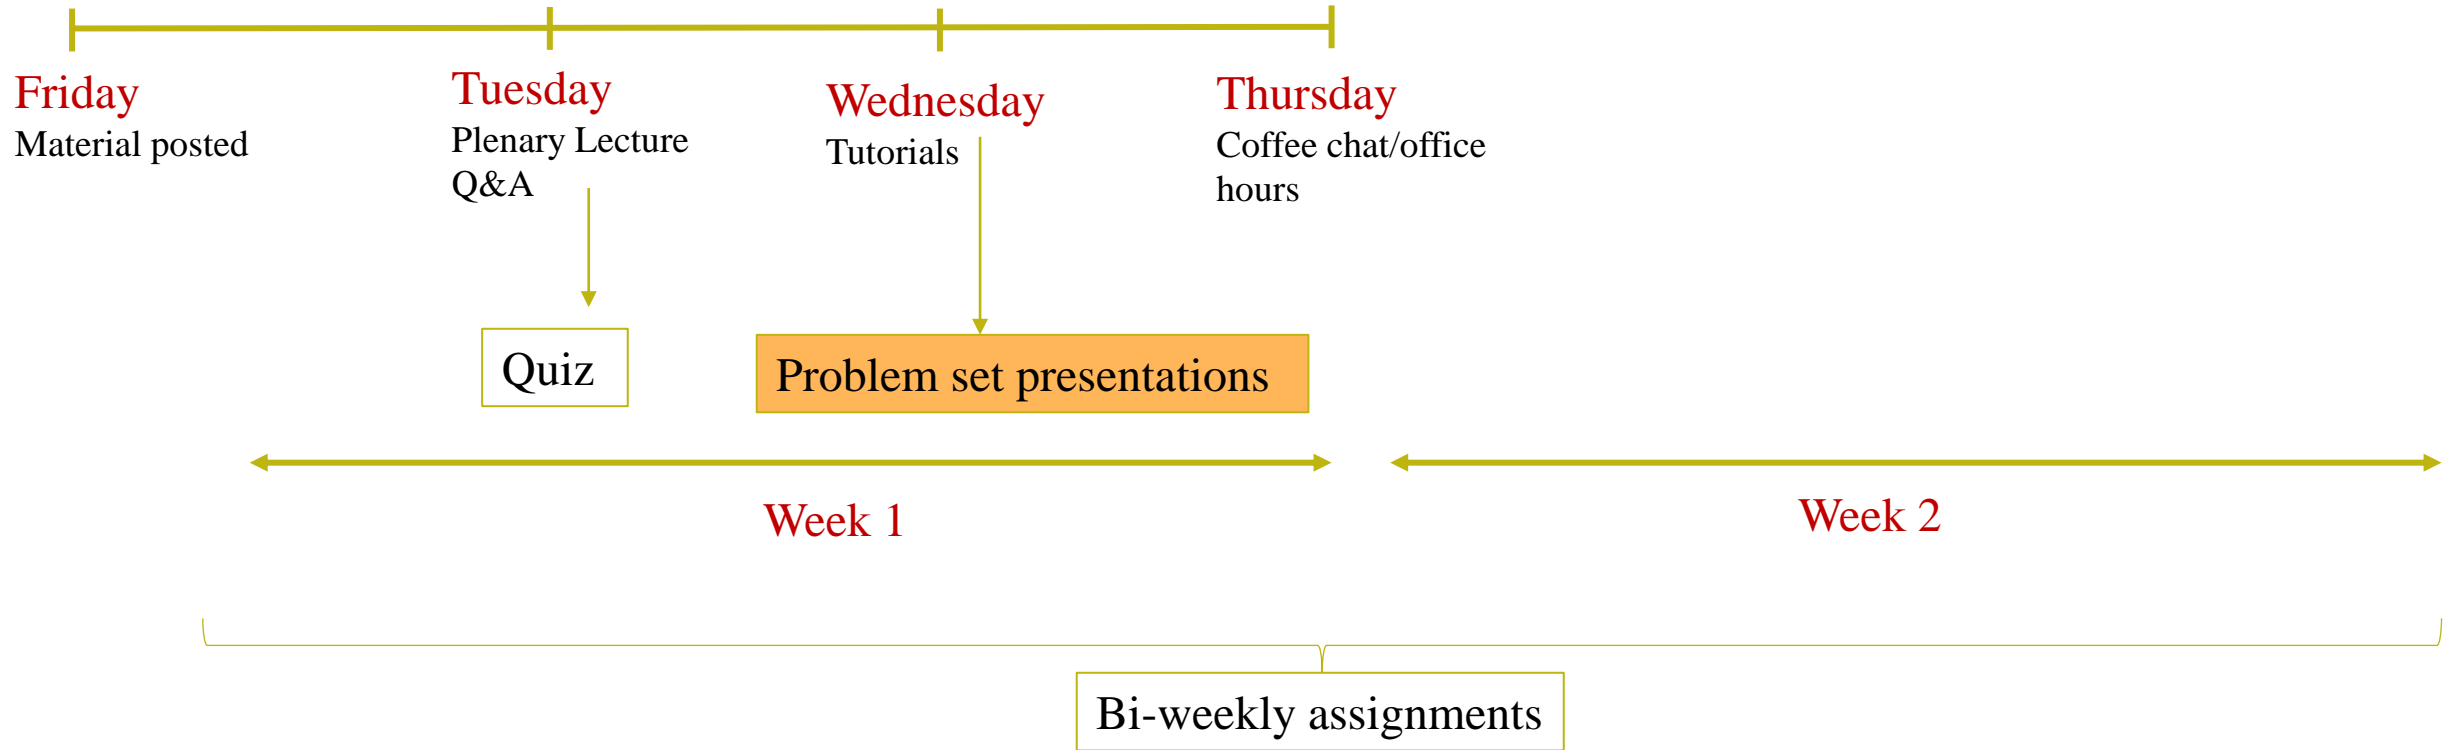 Friday
Material posted
Tuesday
Plenary Lecture
Q&A
Wednesday
Tutorials
Thursday
Coffee chat/office
hours
Quiz
Problem set presentations
Week 1
Week 2
Bi-weekly assignments